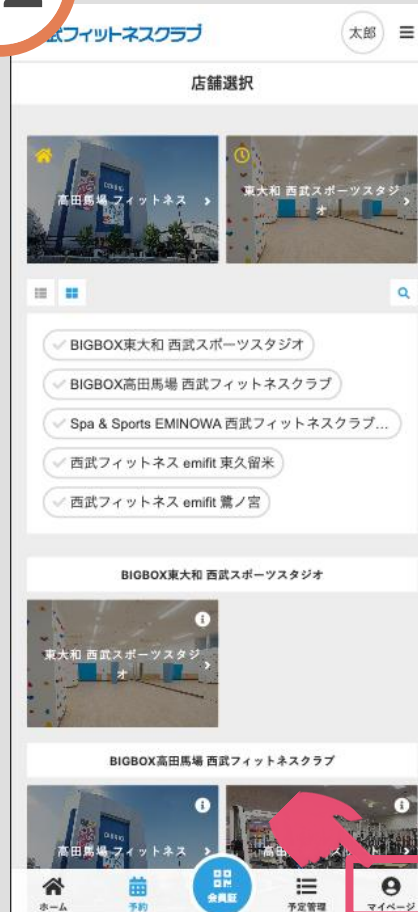 2
武フィットネスクラブ
太郎
店舗選択
高田馬場 フィットネス
東大和 西武スポーツスタジ
オ
BIGBOX東大和 西武スポーツスタジオ
BIGBOX高田馬場 西武フィットネスクラブ
Spa & Sports EMINOWA 西武フィットネスクラブ...
西武フィットネス emifit 東久留米
西武フィットネス emifit 鷺ノ宮
BIGBOX東大和 西武スポーツスタジオ
東大和 西武スポーツスタジ
オ
BIGBOX高田馬場 西武フィットネスクラブ
高田馬場 フィットネス
高田
ホーム
予約
会員証
予定管理
マイページ